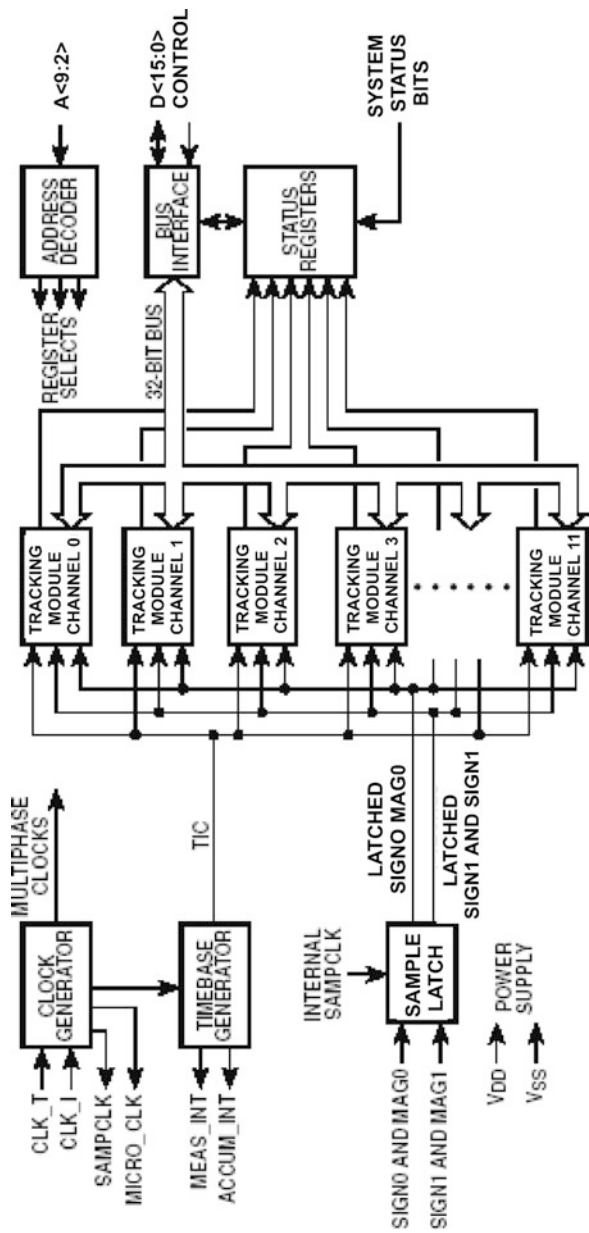 CLK_T
CLK_I
SAMPCLK
MICRO_CLK
CLOCK
GENERATOR
MULTIPHASE
CLOCKS
MEAS_INT
ACCUM_INT
TIMEBASE
GENERATOR
TIC
INTERNAL
SAMPCLK
SIGN0 AND MAG0
SIGN1 AND MAG1
SAMPLE
LATCH
LATCHED
SIGNO MAG0
LATCHED
SIGN1 AND SIGN1
VDD
VSS
POWER
SUPPLY
TRACKING
MODULE
CHANNEL 0
TRACKING
MODULE
CHANNEL 1
TRACKING
MODULE
CHANNEL 2
TRACKING
MODULE
CHANNEL 3
TRACKING
MODULE
CHANNEL 11
REGISTER
SELECTS
ADDRESS
DECODER
A<9:2>
32-BIT BUS
BUS
INTERFACE
D<15:0>
CONTROL
STATUS
REGISTERS
SYSTEM
STATUS
BITS